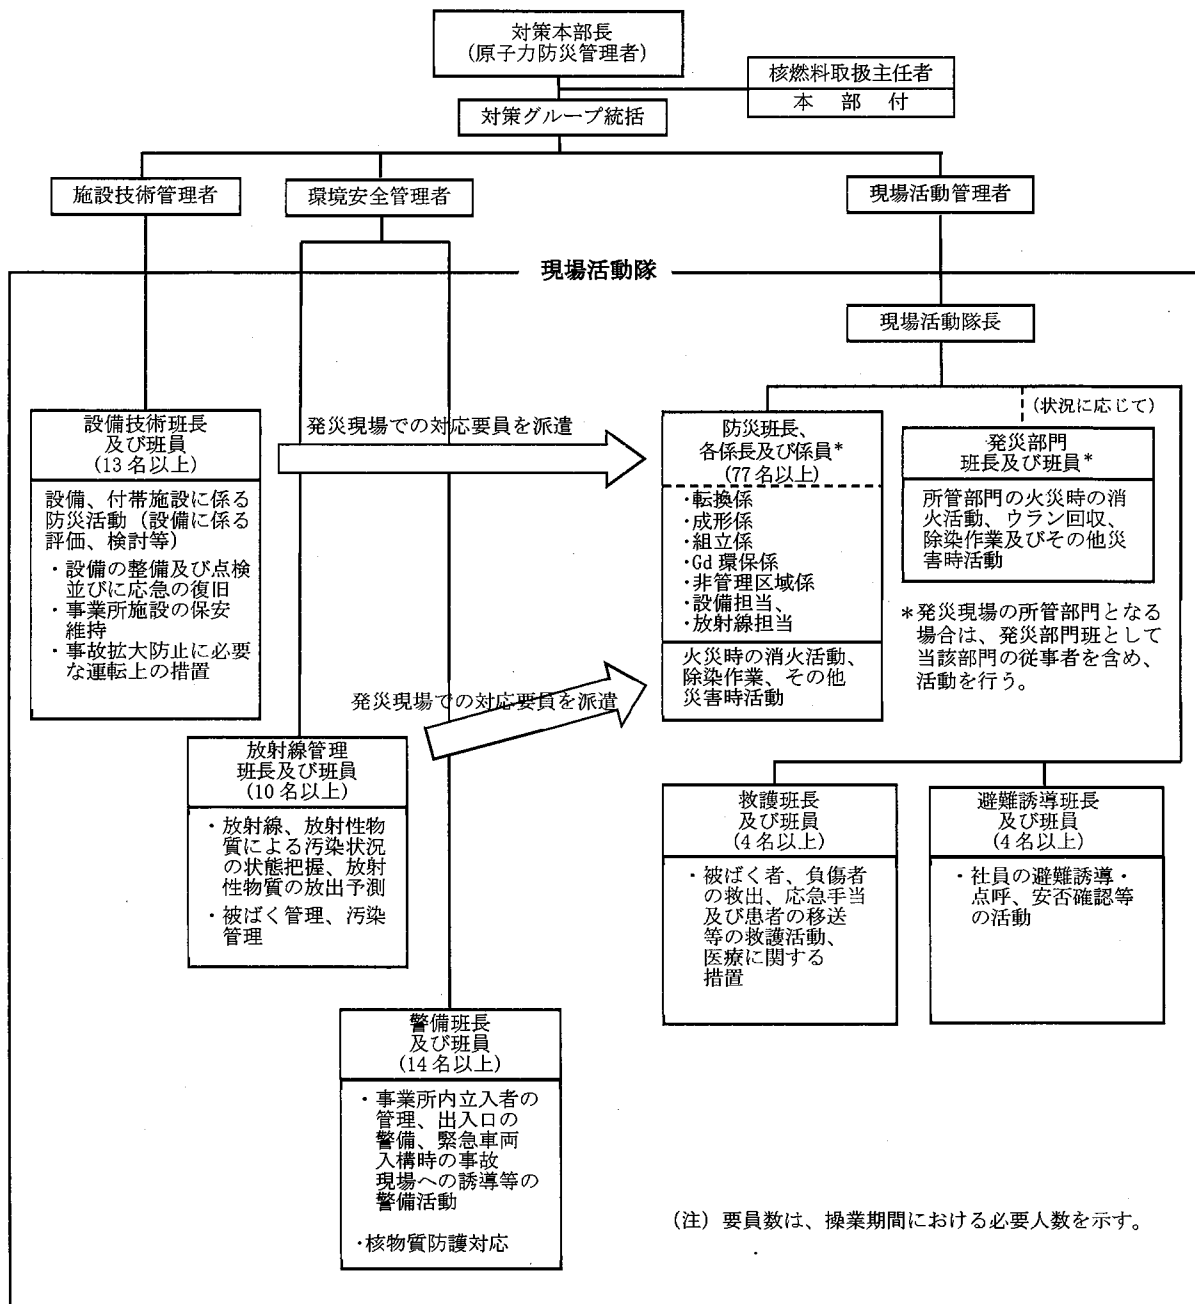 対策本部長
(原子力防災管理者)
核燃料取扱主任者
本部付
対策グループ統括
施設技術管理者
環境安全管理者
現場活動管理者
現場活動隊
現場活動隊長
設備技術班長
及び班員
(13名以上)
設備、付帯施設に係る
防災活動（設備に係る
評価、検討等）
・設備の整備及び点検
並びに応急の復旧
・事業所施設の保安
維持
・事故拡大防止に必要
な運転上の措置
発災現場での対応要員を派遣
防災班長、
各係長及び係員*
(77名以上)
・転換係
・成形係
・組立係
・Gd環保係
・非管理区域係
・設備担当、
・放射線担当
火災時の消火活動、
除染作業、その他
災害時活動
(状況に応じて)
発災部門
班長及び班員*
所管部門の火災時の消
火活動、ウラン回収、
除染作業及びその他災
害時活動
*発災現場の所管部門となる
場合は、発災部門班として
当該部門の従事者を含め、
活動を行う。
発災現場での対応要員を派遣
放射線管理
班長及び班員
(10名以上)
・放射線、放射性物
質による汚染状況
の状態把握、放射
性物質の放出予測
・被ばく管理、汚染
管理
救護班長
及び班員
(4名以上)
・被ばく者、負傷者
の救出、応急手当
及び患者の移送
等の救護活動、
医療に関する
措置
避難誘導班長
及び班員
(4名以上)
・社員の避難誘導・
点呼、安否確認等
の活動
警備班長
及び班員
(14名以上)
・事業所内立入者の
管理、出入口の
警備、緊急車両
入構時の事故
現場への誘導等の
警備活動
・核物質防護対応
（注）要員数は、操業期間における必要人数を示す。